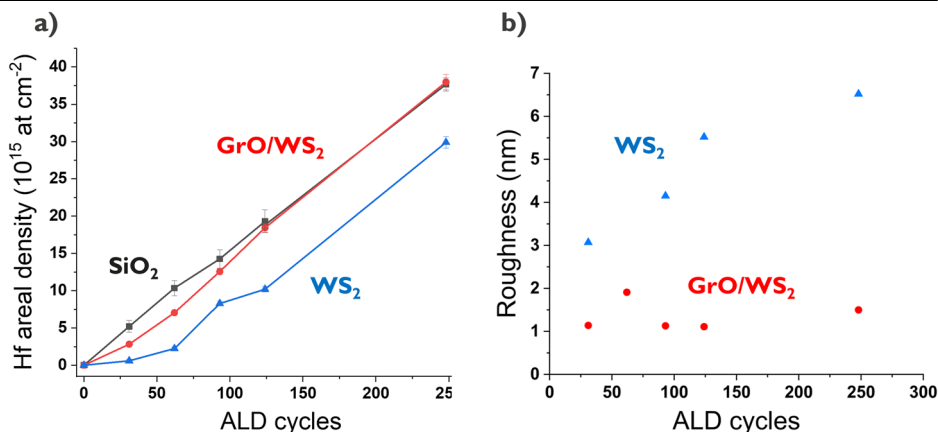 a)
Hf areal density (10¹⁵ at cm⁻²)
40
35
30
25
20
15
10
5
0
GrO/WS₂
SiO₂
WS₂
0 50 100 150 200 25
ALD cycles
b)
Roughness (nm)
7
6
5
4
3
2
1
0
WS₂
GrO/WS₂
0 50 100 150 200 250 300
ALD cycles